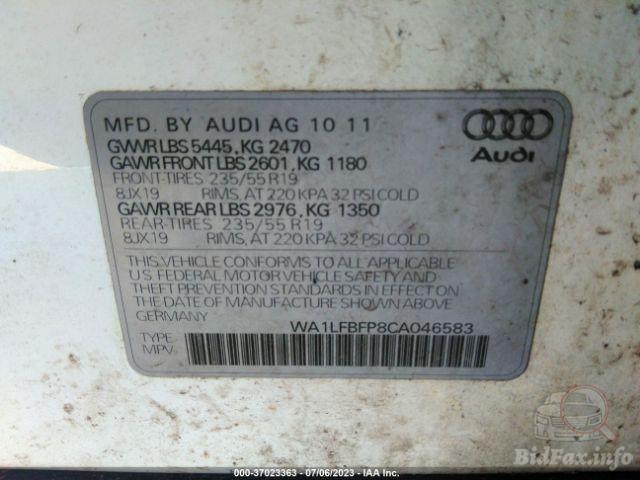 MFD. BY AUDI AG 10 11
GVWR LBS 5445, KG 2470
GAWR FRONT LBS 2601, KG 1180
FRONT-TIRES 235/55 R19
8JX19 RIMS, AT 220 KPA 32 PSI COLD
GAWR REAR LBS 2976, KG 1350
REAR-TIRES 235/55 R19
8JX19 RIMS, AT 220 KPA 32 PSI COLD
Audi
THIS VEHICLE CONFORMS TO ALL APPLICABLE
U.S. FEDERAL MOTOR VEHICLE SAFETY AND
THEFT PREVENTION STANDARDS IN EFFECT ON
THE DATE OF MANUFACTURE SHOWN ABOVE.
GERMANY
WA1LFBFP8CA046583
TYPE
MPV
BidFax.info
000-37023363 - 07/06/2023 - IAA Inc.